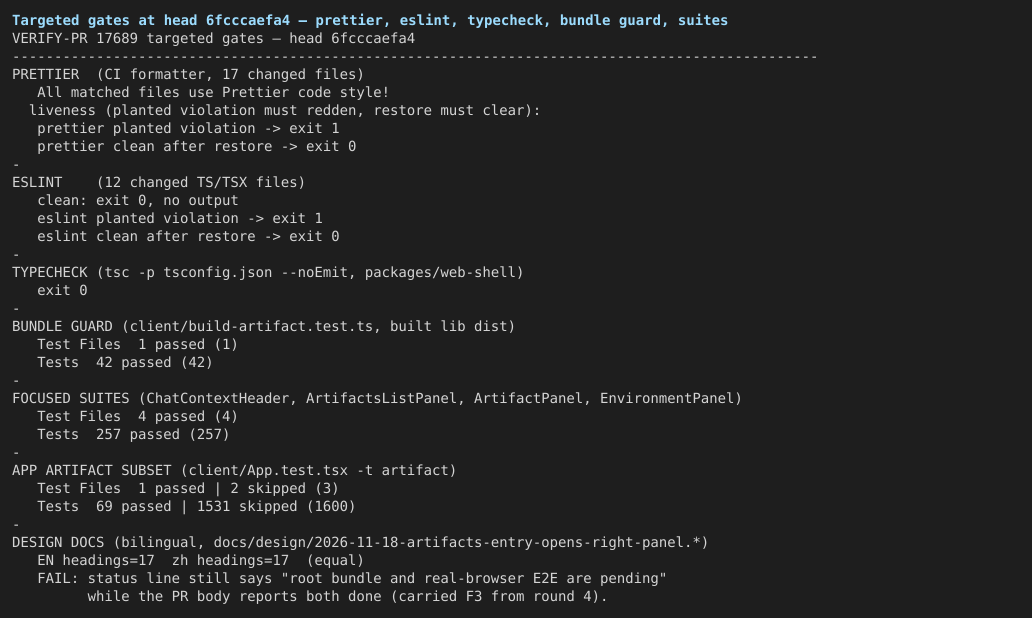 Targeted gates at head 6fcccaefa4 — prettier, eslint, typecheck, bundle guard, suites
VERIFY-PR 17689 targeted gates — head 6fcccaefa4
------------------------------------------------------------------------------------------------
PRETTIER  (CI formatter, 17 changed files)
   All matched files use Prettier code style!
  liveness (planted violation must redden, restore must clear):
   prettier planted violation -> exit 1
   prettier clean after restore -> exit 0
-
ESLINT    (12 changed TS/TSX files)
   clean: exit 0, no output
   eslint planted violation -> exit 1
   eslint clean after restore -> exit 0
-
TYPECHECK (tsc -p tsconfig.json --noEmit, packages/web-shell)
   exit 0
-
BUNDLE GUARD (client/build-artifact.test.ts, built lib dist)
   Test Files  1 passed (1)
   Tests  42 passed (42)
-
FOCUSED SUITES (ChatContextHeader, ArtifactsListPanel, ArtifactPanel, EnvironmentPanel)
   Test Files  4 passed (4)
   Tests  257 passed (257)
-
APP ARTIFACT SUBSET (client/App.test.tsx -t artifact)
   Test Files  1 passed | 2 skipped (3)
   Tests  69 passed | 1531 skipped (1600)
-
DESIGN DOCS (bilingual, docs/design/2026-11-18-artifacts-entry-opens-right-panel.*)
   EN headings=17  zh headings=17  (equal)
   FAIL: status line still says "root bundle and real-browser E2E are pending"
         while the PR body reports both done (carried F3 from round 4).